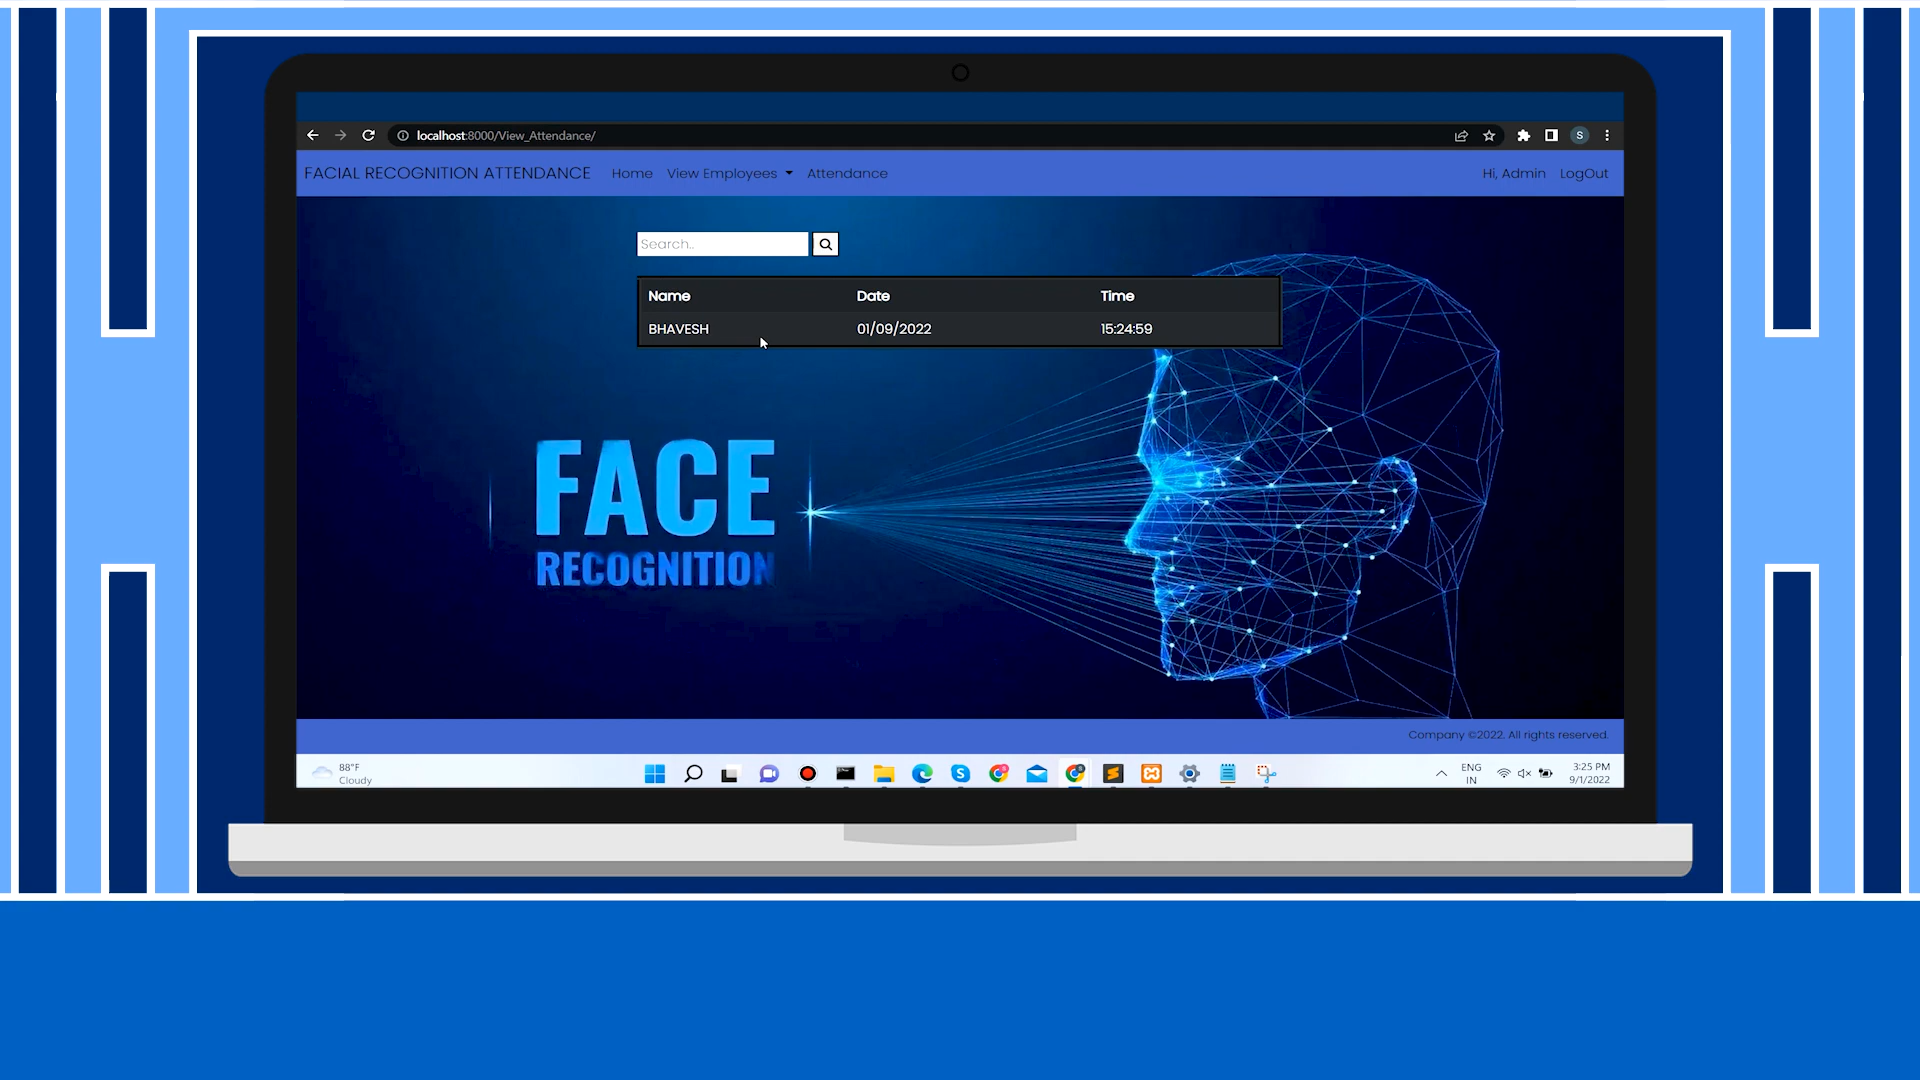 localhost:8000/View_Attendance/
S
FACIAL RECOGNITION ATTENDANCE Home View Employees Attendance Hi, Admin LogOut
Search..
Name Date Time
BHAVESH 01/09/2022 15:24:59
FACE
RECOGNITION
Company ©2022. All rights reserved.
88°F
Cloudy
ENG
IN
3:25 PM
9/1/2022